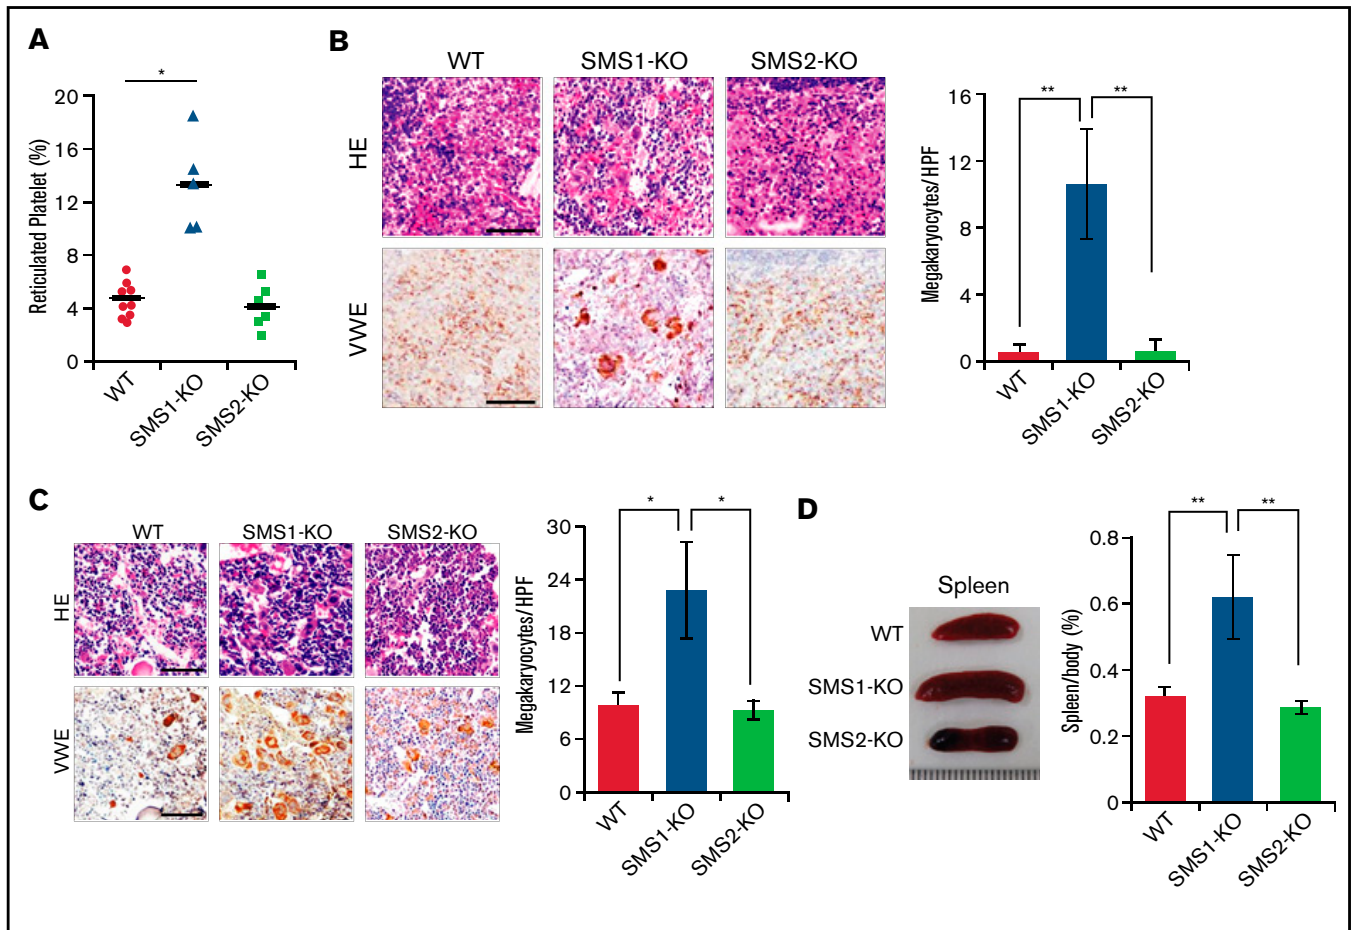 A
*
20
16
12
8
4
0
Reticulated Platelet (%)
WT
SMS1-KO
SMS2-KO
B
WT
SMS1-KO
SMS2-KO
HE
VWE
16
12
8
4
0
Megakaryocytes/HPF
**
**
WT
SMS1-KO
SMS2-KO
C
WT
SMS1-KO
SMS2-KO
HE
VWE
30
24
18
12
6
0
Megakaryocytes/HPF
*
*
WT
SMS1-KO
SMS2-KO
D
Spleen
WT
SMS1-KO
SMS2-KO
0.8
0.6
0.4
0.2
0
Spleen/body (%)
**
**
WT
SMS1-KO
SMS2-KO